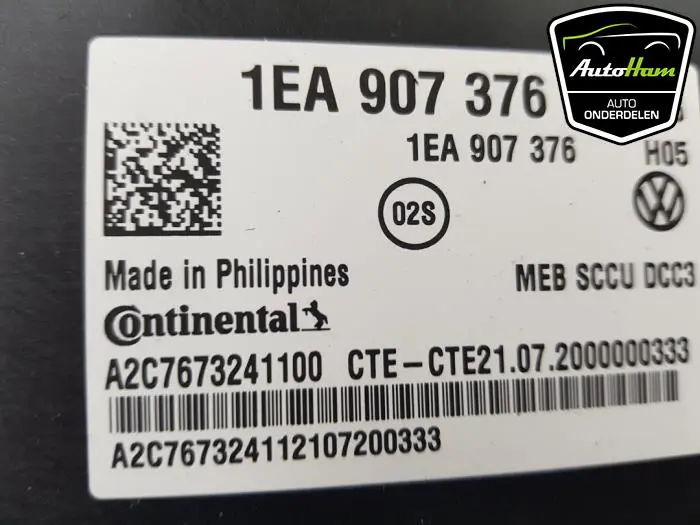 AutoHam
AUTO
ONDERDELEN
1EA 907 376
1EA 907 376 H05
02S
Made in Philippines MEB SCCU DCC3
Continental
A2C7673241100 CTE-CTE21.07.2000000333
A2C767324112107200333